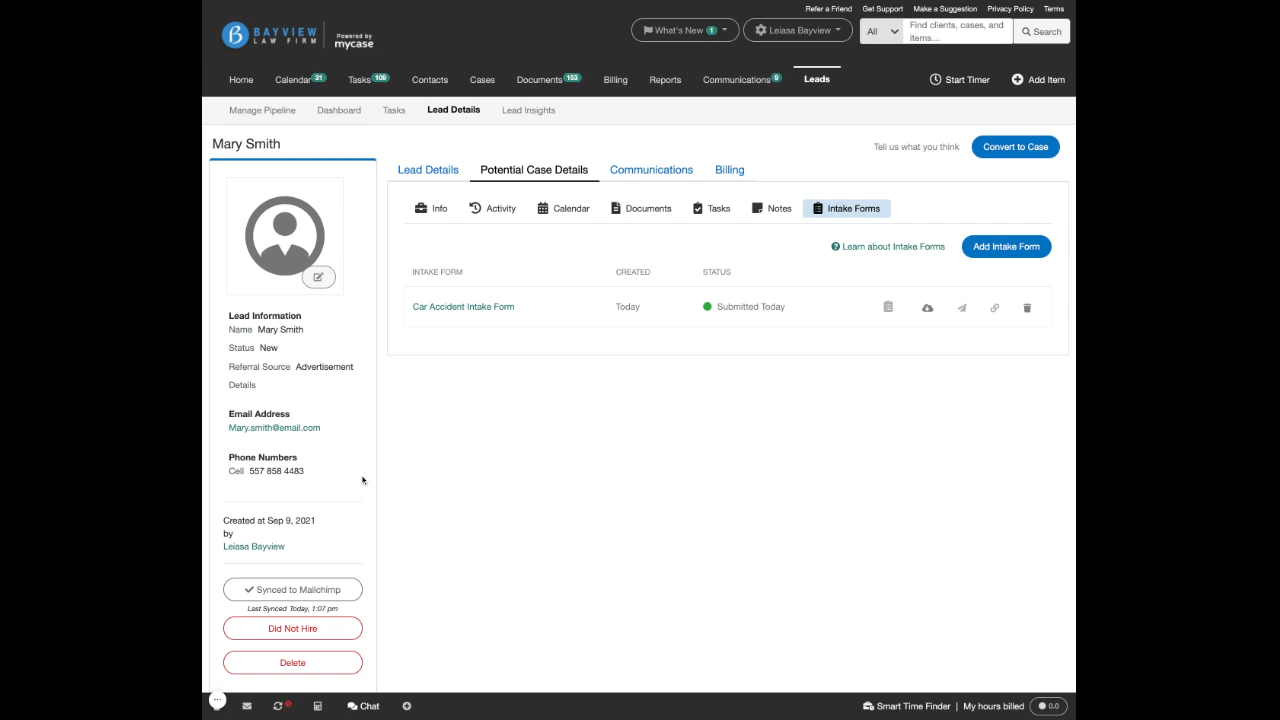 Refer a Friend Get Support Make a Suggestion Privacy Policy Terms
BAYVIEW
LAW FIRM
Powered by
mycase
What's New 1
Leiasa Bayview
All
Find clients, cases, and
items...
Search
Home Calendar 31 Tasks 109 Contacts Cases Documents 153 Billing Reports Communications 9 Leads Start Timer Add Item
Manage Pipeline Dashboard Tasks Lead Details Lead Insights
Mary Smith
Tell us what you think
Convert to Case
Lead Details Potential Case Details Communications Billing
Info Activity Calendar Documents Tasks Notes Intake Forms
Learn about Intake Forms
Add Intake Form
INTAKE FORM CREATED STATUS
Car Accident Intake Form Today Submitted Today
Lead Information
Name Mary Smith
Status New
Referral Source Advertisement
Details
Email Address
Mary.smith@email.com
Phone Numbers
Cell 557 858 4483
Created at Sep 9, 2021
by
Leiasa Bayview
Synced to Mailchimp
Last Synced Today, 1:07 pm
Did Not Hire
Delete
Chat
Smart Time Finder | My hours billed 0.0